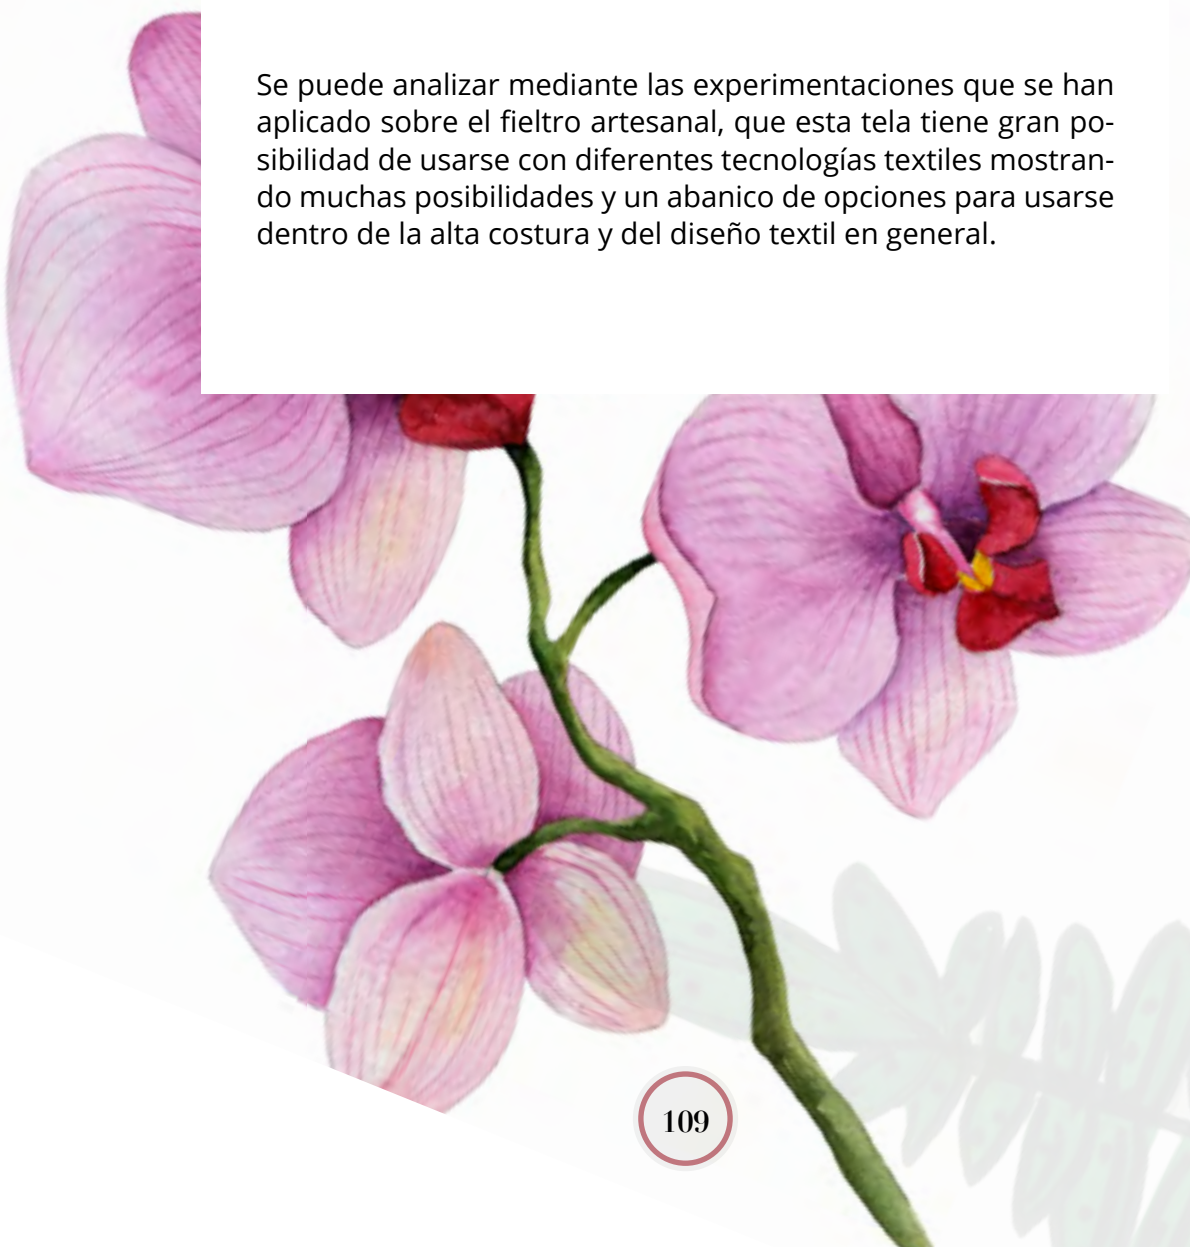 Se puede analizar mediante las experimentaciones que se han
aplicado sobre el fieltro artesanal, que esta tela tiene gran po-
sibilidad de usarse con diferentes tecnologías textiles mostran-
do muchas posibilidades y un abanico de opciones para usarse
dentro de la alta costura y del diseño textil en general.
109